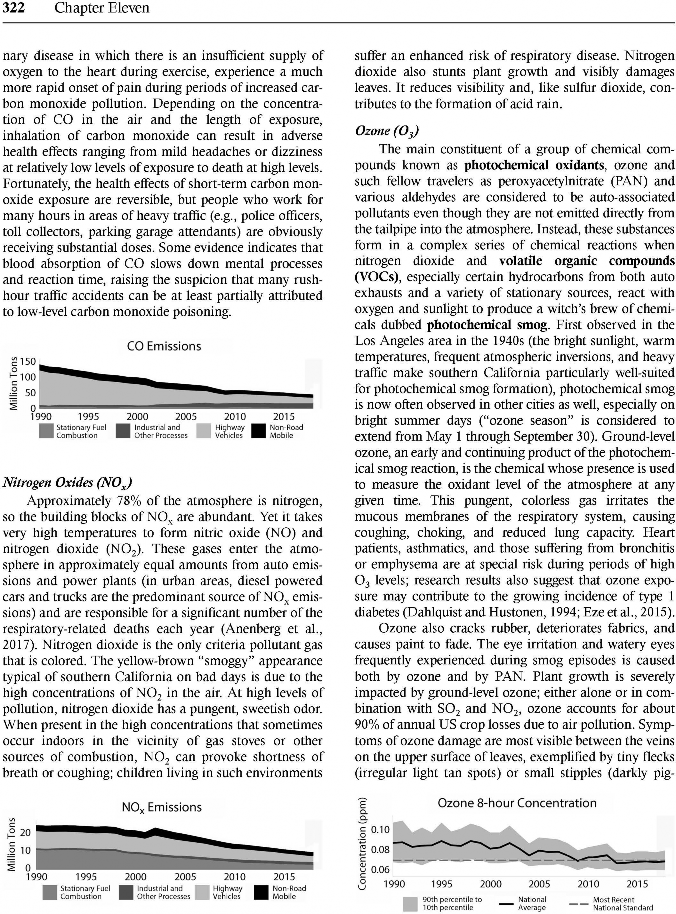 322 Chapter Eleven
nary disease in which there is an insufficient supply of
oxygen to the heart during exercise, experience a much
more rapid onset of pain during periods of increased car-
bon monoxide pollution. Depending on the concentra-
tion of CO in the air and the length of exposure,
inhalation of carbon monoxide can result in adverse
health effects ranging from mild headaches or dizziness
at relatively low levels of exposure to death at high levels.
Fortunately, the health effects of short-term carbon mon-
oxide exposure are reversible, but people who work for
many hours in areas of heavy traffic (e.g., police officers,
toll collectors, parking garage attendants) are obviously
receiving substantial doses. Some evidence indicates that
blood absorption of CO slows down mental processes
and reaction time, raising the suspicion that many rush-
hour traffic accidents can be at least partially attributed
to low-level carbon monoxide poisoning.
CO Emissions
Million Tons
150
100
50
0
1990 1995 2000 2005 2010 2015
Stationary Fuel Combustion
Industrial and Other Processes
Highway Vehicles
Non-Road Mobile
Nitrogen Oxides (NOx)
Approximately 78% of the atmosphere is nitrogen,
so the building blocks of NOx are abundant. Yet it takes
very high temperatures to form nitric oxide (NO) and
nitrogen dioxide (NO2). These gases enter the atmo-
sphere in approximately equal amounts from auto emis-
sions and power plants (in urban areas, diesel powered
cars and trucks are the predominant source of NOx emis-
sions) and are responsible for a significant number of the
respiratory-related deaths each year (Anenberg et al.,
2017). Nitrogen dioxide is the only criteria pollutant gas
that is colored. The yellow-brown “smoggy” appearance
typical of southern California on bad days is due to the
high concentrations of NO2 in the air. At high levels of
pollution, nitrogen dioxide has a pungent, sweetish odor.
When present in the high concentrations that sometimes
occur indoors in the vicinity of gas stoves or other
sources of combustion, NO2 can provoke shortness of
breath or coughing; children living in such environments
NOx Emissions
Million Tons
20
10
0
1990 1995 2000 2005 2010 2015
Stationary Fuel Combustion
Industrial and Other Processes
Highway Vehicles
Non-Road Mobile
suffer an enhanced risk of respiratory disease. Nitrogen
dioxide also stunts plant growth and visibly damages
leaves. It reduces visibility and, like sulfur dioxide, con-
tributes to the formation of acid rain.
Ozone (O3)
The main constituent of a group of chemical com-
pounds known as photochemical oxidants, ozone and
such fellow travelers as peroxyacetylnitrate (PAN) and
various aldehydes are considered to be auto-associated
pollutants even though they are not emitted directly from
the tailpipe into the atmosphere. Instead, these substances
form in a complex series of chemical reactions when
nitrogen dioxide and volatile organic compounds
(VOCs), especially certain hydrocarbons from both auto
exhausts and a variety of stationary sources, react with
oxygen and sunlight to produce a witch’s brew of chemi-
cals dubbed photochemical smog. First observed in the
Los Angeles area in the 1940s (the bright sunlight, warm
temperatures, frequent atmospheric inversions, and heavy
traffic make southern California particularly well-suited
for photochemical smog formation), photochemical smog
is now often observed in other cities as well, especially on
bright summer days (“ozone season” is considered to
extend from May 1 through September 30). Ground-level
ozone, an early and continuing product of the photochem-
ical smog reaction, is the chemical whose presence is used
to measure the oxidant level of the atmosphere at any
given time. This pungent, colorless gas irritates the
mucous membranes of the respiratory system, causing
coughing, choking, and reduced lung capacity. Heart
patients, asthmatics, and those suffering from bronchitis
or emphysema are at special risk during periods of high
O3 levels; research results also suggest that ozone expo-
sure may contribute to the growing incidence of type 1
diabetes (Dahlquist and Hustonen, 1994; Eze et al., 2015).
Ozone also cracks rubber, deteriorates fabrics, and
causes paint to fade. The eye irritation and watery eyes
frequently experienced during smog episodes is caused
both by ozone and by PAN. Plant growth is severely
impacted by ground-level ozone; either alone or in com-
bination with SO2 and NO2, ozone accounts for about
90% of annual US crop losses due to air pollution. Symp-
toms of ozone damage are most visible between the veins
on the upper surface of leaves, exemplified by tiny flecks
(irregular light tan spots) or small stipples (darkly pig-
Ozone 8-hour Concentration
Concentration (ppm)
0.10
0.08
0.06
1990 1995 2000 2005 2010 2015
90th percentile to 10th percentile
National Average
Most Recent National Standard